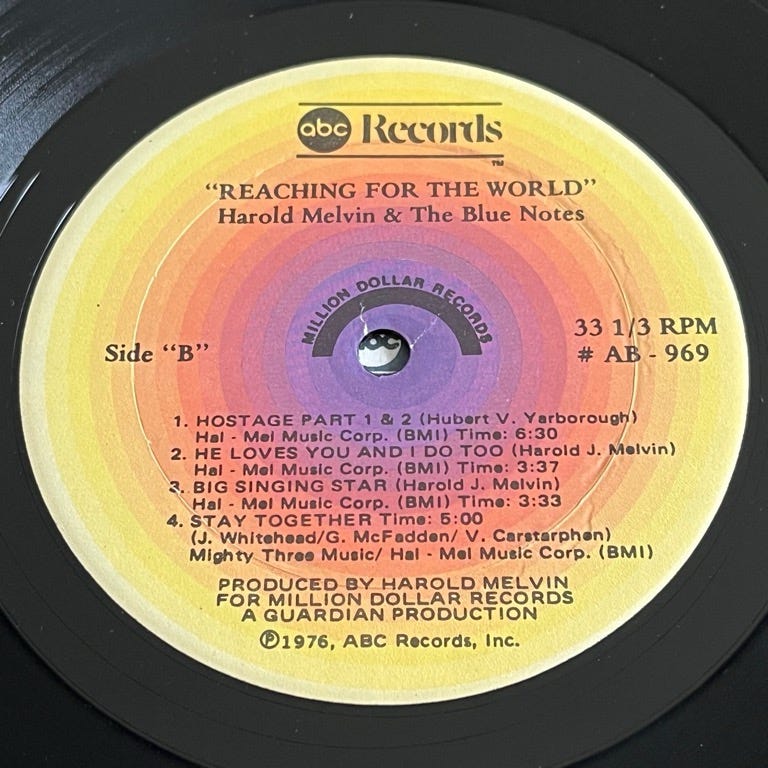 abc Records
TM
"REACHING FOR THE WORLD"
Harold Melvin & The Blue Notes
MILLION DOLLAR RECORDS
Side "B"
33 1/3 RPM
# AB - 969
1. HOSTAGE PART 1 & 2 (Hubert V. Yarborough)
Hal - Mel Music Corp. (BMI) Time: 6:30
2. HE LOVES YOU AND I DO TOO (Harold J. Melvin)
Hal - Mel Music Corp. (BMI) Time: 3:37
3. BIG SINGING STAR (Harold J. Melvin)
Hal - Mel Music Corp. (BMI) Time: 3:33
4. STAY TOGETHER Time: 5:00
(J. Whitehead/G. McFadden/ V. Carstarphen)
Mighty Three Music/ Hal - Mel Music Corp. (BMI)
PRODUCED BY HAROLD MELVIN
FOR MILLION DOLLAR RECORDS
A GUARDIAN PRODUCTION
℗1976, ABC Records, Inc.